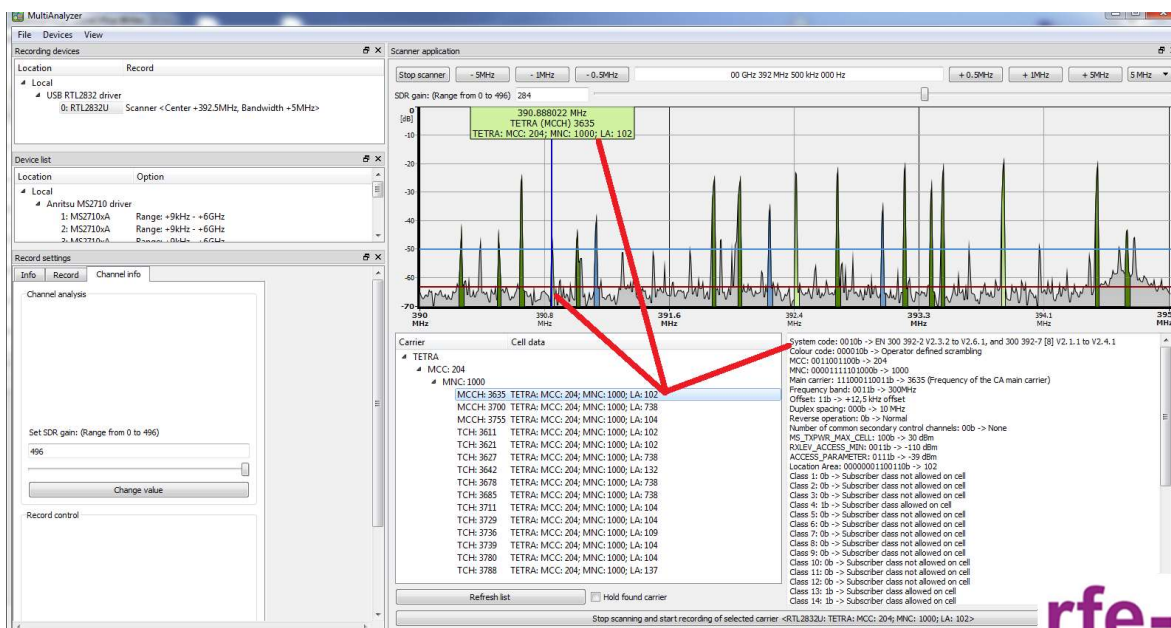 MultiAnalyzer
File Devices View
Recording devices
Location Record
Local
USB RTL2832 driver
0: RTL2832U Scanner <Center +392.5MHz, Bandwidth +5MHz>
Device list
Location Option
Local
Anritsu MS2710 driver
1: MS2710xA Range: +9kHz - +6GHz
2: MS2710xA Range: +9kHz - +6GHz
3: MS2710xA Range: +9kHz - +6GHz
Record settings
Info Record Channel info
Channel analysis
Set SDR gain: (Range from 0 to 496)
496
Change value
Record control
Scanner application
Stop scanner - 5MHz - 1MHz - 0.5MHz 00 GHz 392 MHz 500 kHz 000 Hz + 0.5MHz + 1MHz + 5MHz 5 MHz
SDR gain: (Range from 0 to 496) 284
390.888022 MHz
TETRA (MCCH) 3635
TETRA: MCC: 204; MNC: 1000; LA: 102
0
[dB]
-10
-20
-30
-40
-50
-60
-70
390 MHz 390.8 MHz 391.6 MHz 392.4 MHz 393.3 MHz 394.1 MHz 395 MHz
Carrier Cell data
TETRA
MCC: 204
MNC: 1000
MCCH: 3635 TETRA: MCC: 204; MNC: 1000; LA: 102
MCCH: 3700 TETRA: MCC: 204; MNC: 1000; LA: 738
MCCH: 3755 TETRA: MCC: 204; MNC: 1000; LA: 104
TCH: 3611 TETRA: MCC: 204; MNC: 1000; LA: 102
TCH: 3621 TETRA: MCC: 204; MNC: 1000; LA: 102
TCH: 3627 TETRA: MCC: 204; MNC: 1000; LA: 738
TCH: 3642 TETRA: MCC: 204; MNC: 1000; LA: 132
TCH: 3678 TETRA: MCC: 204; MNC: 1000; LA: 738
TCH: 3685 TETRA: MCC: 204; MNC: 1000; LA: 738
TCH: 3711 TETRA: MCC: 204; MNC: 1000; LA: 104
TCH: 3729 TETRA: MCC: 204; MNC: 1000; LA: 104
TCH: 3736 TETRA: MCC: 204; MNC: 1000; LA: 109
TCH: 3739 TETRA: MCC: 204; MNC: 1000; LA: 104
TCH: 3780 TETRA: MCC: 204; MNC: 1000; LA: 104
TCH: 3788 TETRA: MCC: 204; MNC: 1000; LA: 137
Refresh list Hold found carrier
System code: 0010b -> EN 300 392-2 V2.3.2 to V2.6.1, and 300 392-7 [8] V2.1.1 to V2.4.1
Colour code: 000010b -> Operator defined scrambling
MCC: 0011001100b -> 204
MNC: 00001111101000b -> 1000
Main carrier: 111000110011b -> 3635 (Frequency of the CA main carrier)
Frequency band: 0011b -> 300MHz
Offset: 11b -> +12,5 kHz offset
Duplex spacing: 000b -> 10 MHz
Reverse operation: 0b -> Normal
Number of common secondary control channels: 00b -> None
MS_TXPWR_MAX_CELL: 100b -> 30 dBm
RXLEV_ACCESS_MIN: 0011b -> -110 dBm
ACCESS_PARAMETER: 0111b -> -39 dBm
Location Area: 00000001100110b -> 102
Class 1: 0b -> Subscriber class not allowed on cell
Class 2: 0b -> Subscriber class not allowed on cell
Class 3: 0b -> Subscriber class not allowed on cell
Class 4: 1b -> Subscriber class allowed on cell
Class 5: 0b -> Subscriber class not allowed on cell
Class 6: 0b -> Subscriber class not allowed on cell
Class 7: 0b -> Subscriber class not allowed on cell
Class 8: 0b -> Subscriber class not allowed on cell
Class 9: 0b -> Subscriber class not allowed on cell
Class 10: 0b -> Subscriber class not allowed on cell
Class 11: 0b -> Subscriber class not allowed on cell
Class 12: 0b -> Subscriber class not allowed on cell
Class 13: 1b -> Subscriber class allowed on cell
Class 14: 1b -> Subscriber class allowed on cell
Stop scanning and start recording of selected carrier <RTL2832U: TETRA: MCC: 204; MNC: 1000; LA: 102>
rfe-